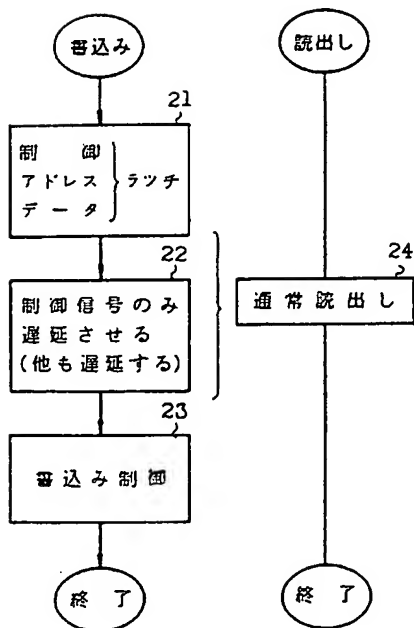 書込み
21
制御
アドレス
データ
ラッチ
22
制御信号のみ
遅延させる
(他も遅延する)
23
書込み制御
終了
読出し
24
通常読出し
終了